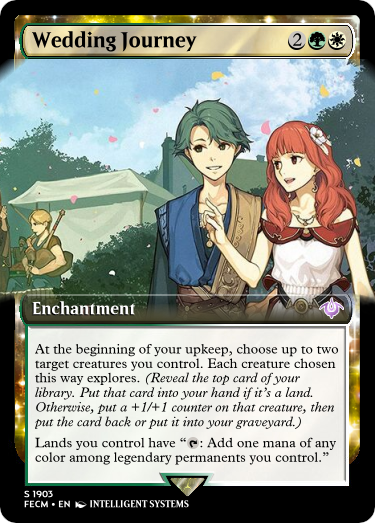 Wedding Journey 2
Enchantment
At the beginning of your upkeep, choose up to two
target creatures you control. Each creature chosen
this way explores. (Reveal the top card of your
library. Put that card into your hand if it's a land.
Otherwise, put a +1/+1 counter on that creature, then
put the card back or put it into your graveyard.)
Lands you control have “: Add one mana of any
color among legendary permanents you control.”
S 1903
FECM • EN INTELLIGENT SYSTEMS